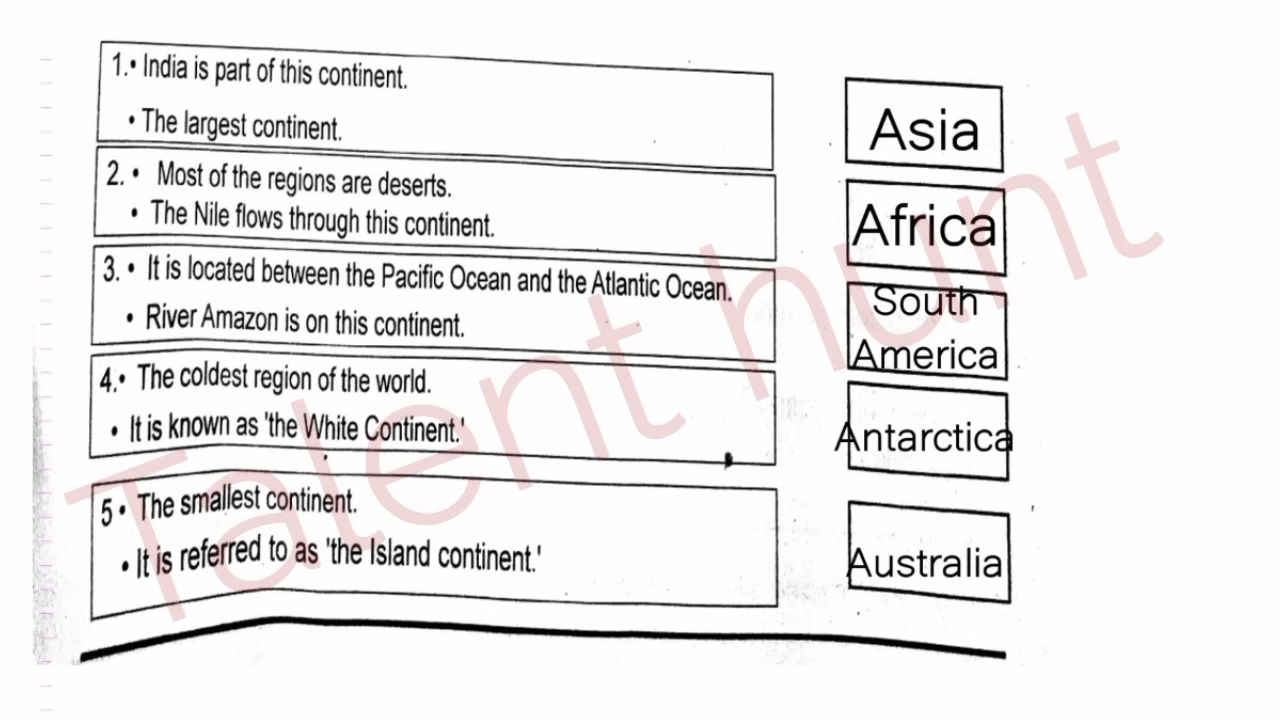 1.• India is part of this continent.
• The largest continent.
Asia
2. • Most of the regions are deserts.
• The Nile flows through this continent.
Africa
3. • It is located between the Pacific Ocean and the Atlantic Ocean.
• River Amazon is on this continent.
South
America
4.• The coldest region of the world.
• It is known as 'the White Continent.'
Antarctica
5• The smallest continent.
• It is referred to as 'the Island continent.'
Australia
Talent hunt